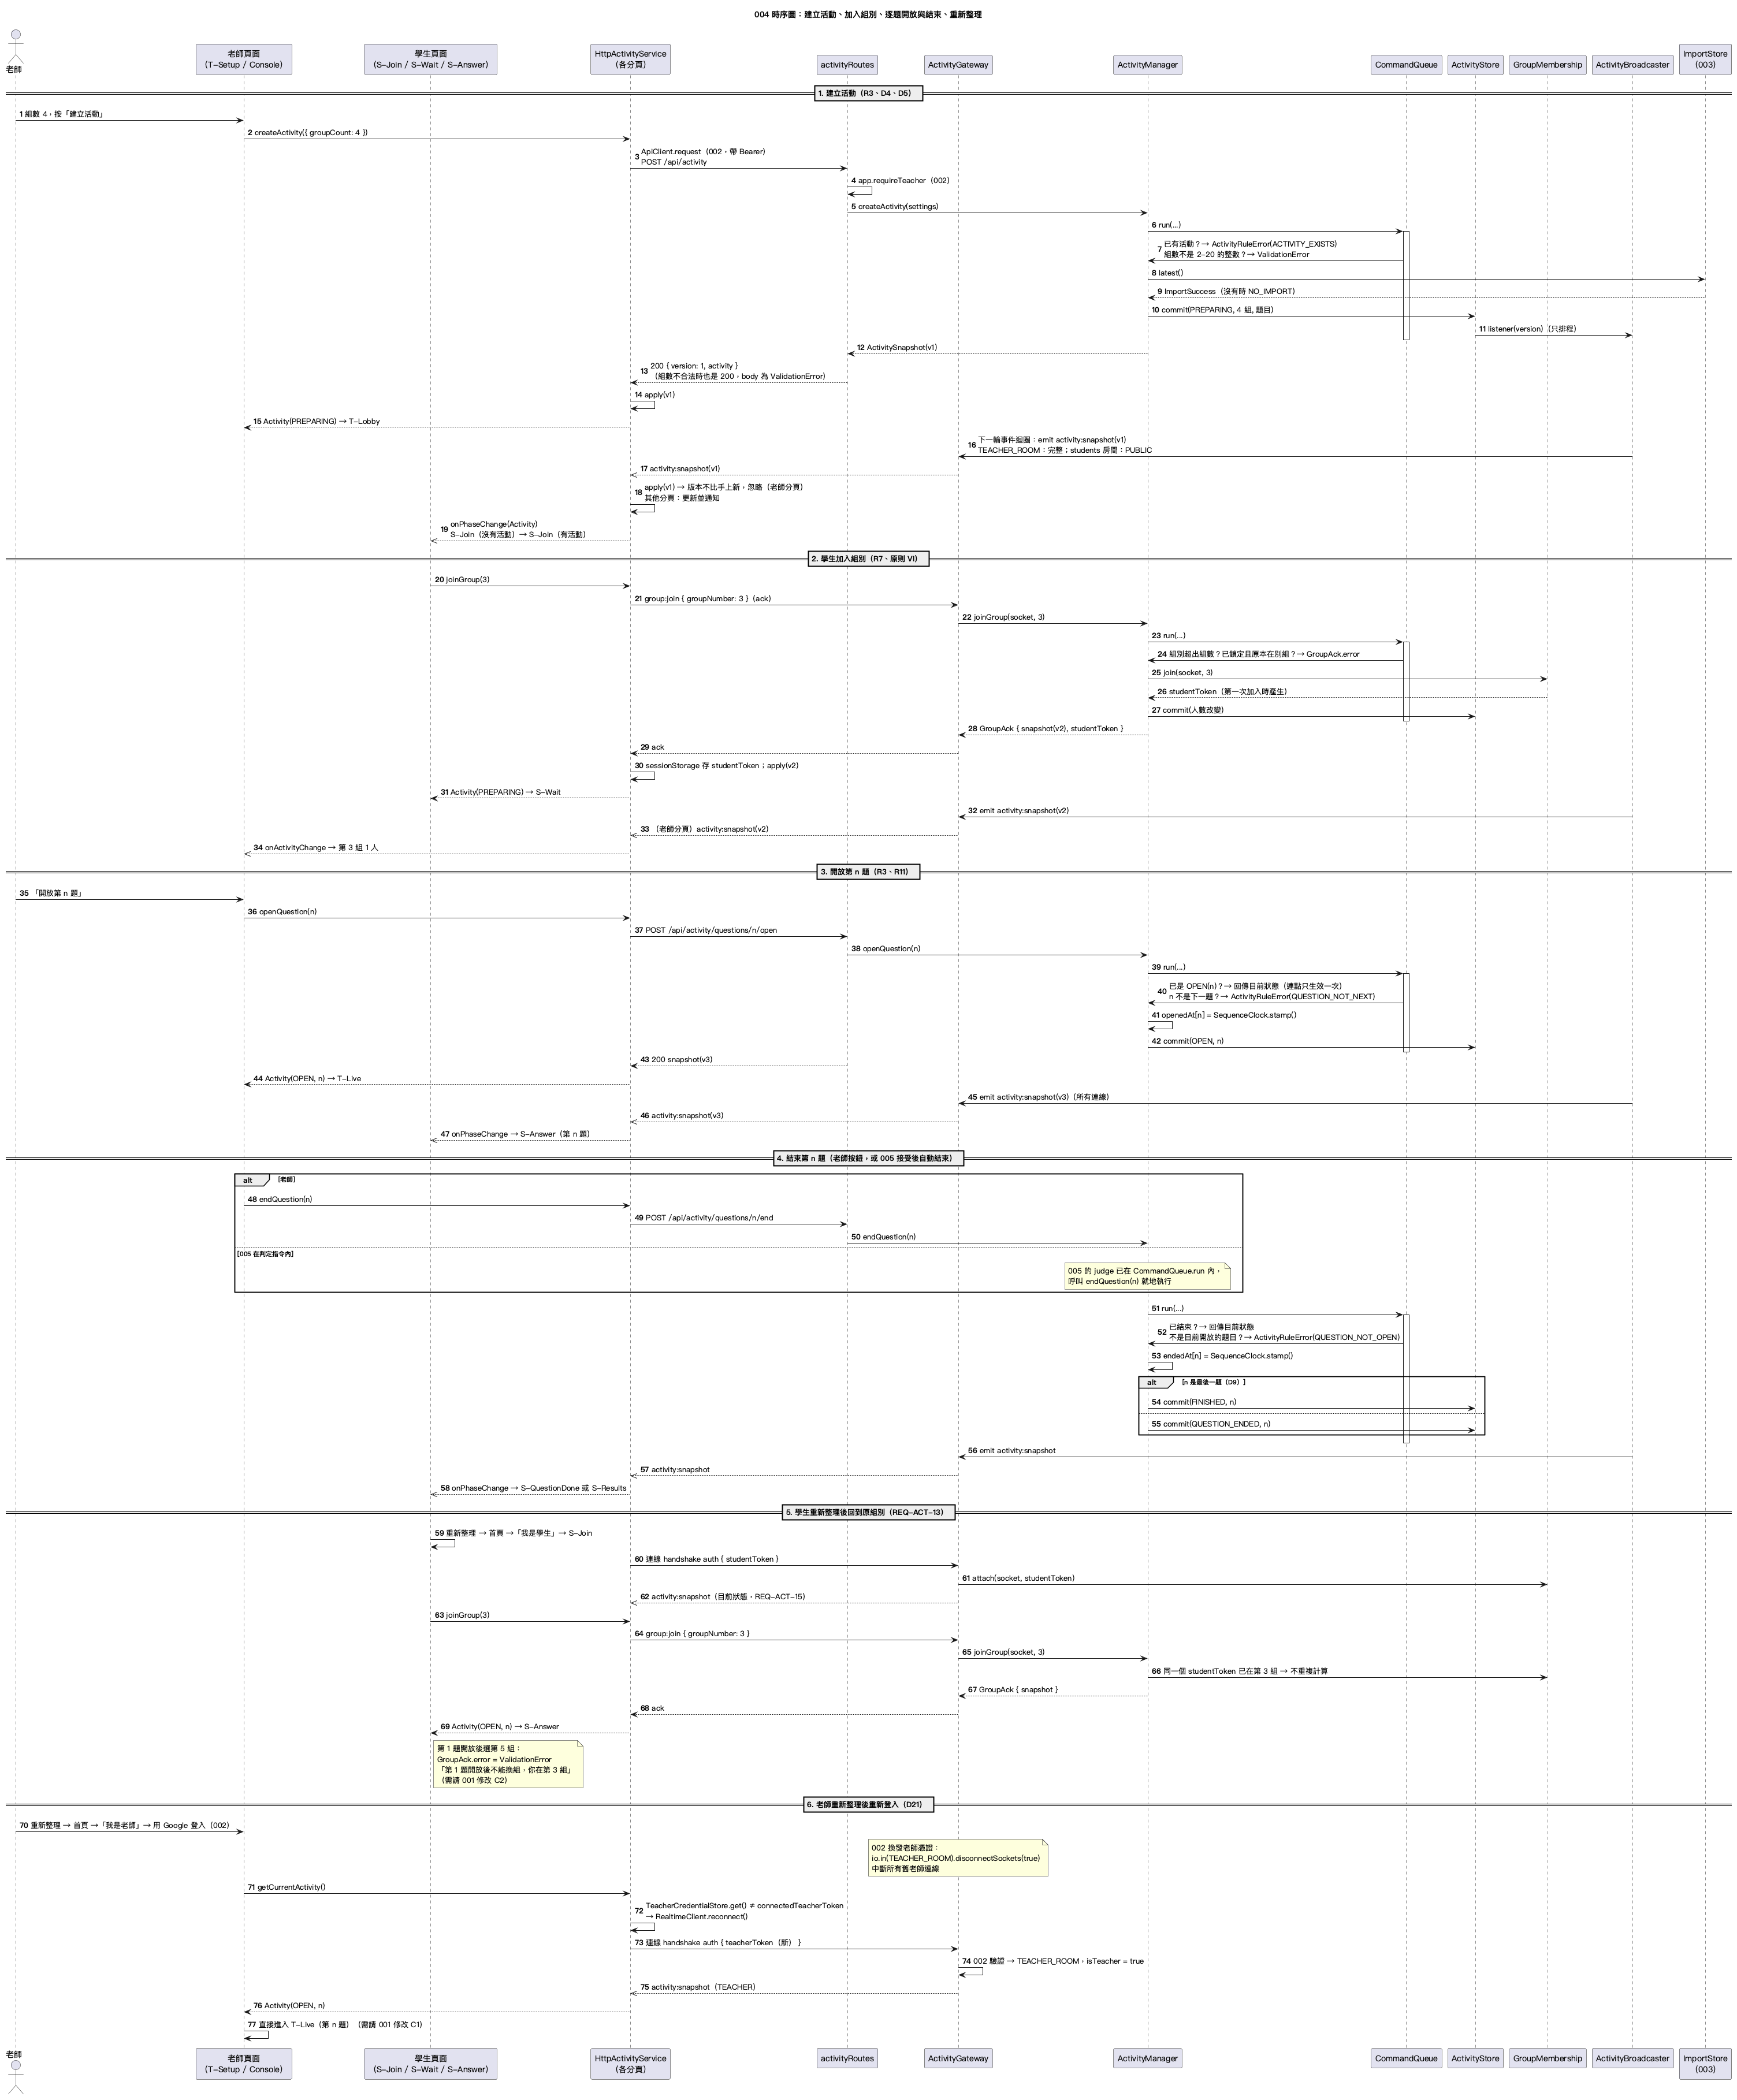 004 時序圖：建立活動、加入組別、逐題開放與結束、重新整理
老師
老師頁面
(T-Setup / Console)
學生頁面
(S-Join / S-Wait / S-Answer)
HttpActivityService
(各分頁)
activityRoutes
ActivityGateway
ActivityManager
CommandQueue
ActivityStore
GroupMembership
ActivityBroadcaster
ImportStore
(003)
1. 建立活動（R3、D4、D5）
1 組數 4，按「建立活動」
2 createActivity({ groupCount: 4 })
3 ApiClient.request（002，帶 Bearer）
POST /api/activity
4 app.requireTeacher（002）
5 createActivity(settings)
6 run(...)
7 已有活動？→ ActivityRuleError(ACTIVITY_EXISTS)
組數不是 2-20 的整數？→ ValidationError
8 latest()
9 ImportSuccess（沒有時 NO_IMPORT）
10 commit(PREPARING, 4 組, 題目)
11 listener(version)（只排程）
12 ActivitySnapshot(v1)
13 200 { version: 1, activity }
（組數不合法時也是 200，body 為 ValidationError）
14 apply(v1)
15 Activity(PREPARING) → T-Lobby
16 下一輪事件迴圈：emit activity:snapshot(v1)
TEACHER_ROOM：完整；students 房間：PUBLIC
17 activity:snapshot(v1)
18 apply(v1) → 版本不比手上新，忽略（老師分頁）
其他分頁：更新並通知
19 onPhaseChange(Activity)
S-Join（沒有活動）→ S-Join（有活動）
2. 學生加入組別（R7、原則 VI）
20 joinGroup(3)
21 group:join { groupNumber: 3 }（ack）
22 joinGroup(socket, 3)
23 run(...)
24 組別超出組數？已鎖定且原本在別組？→ GroupAck.error
25 join(socket, 3)
26 studentToken（第一次加入時產生）
27 commit(人數改變)
28 GroupAck { snapshot(v2), studentToken }
29 ack
30 sessionStorage 存 studentToken；apply(v2)
31 Activity(PREPARING) → S-Wait
32 emit activity:snapshot(v2)
33 （老師分頁）activity:snapshot(v2)
34 onActivityChange → 第 3 組 1 人
3. 開放第 n 題（R3、R11）
35 「開放第 n 題」
36 openQuestion(n)
37 POST /api/activity/questions/n/open
38 openQuestion(n)
39 run(...)
40 已是 OPEN(n)？→ 回傳目前狀態（連點只生效一次）
n 不是下一題？→ ActivityRuleError(QUESTION_NOT_NEXT)
41 openedAt[n] = SequenceClock.stamp()
42 commit(OPEN, n)
43 200 snapshot(v3)
44 Activity(OPEN, n) → T-Live
45 emit activity:snapshot(v3)（所有連線）
46 activity:snapshot(v3)
47 onPhaseChange → S-Answer（第 n 題）
4. 結束第 n 題（老師按鈕，或 005 接受後自動結束）
alt [老師]
48 endQuestion(n)
49 POST /api/activity/questions/n/end
50 endQuestion(n)
[005 在判定指令內]
005 的 judge 已在 CommandQueue.run 內，
呼叫 endQuestion(n) 就地執行
51 run(...)
52 已結束？→ 回傳目前狀態
不是目前開放的題目？→ ActivityRuleError(QUESTION_NOT_OPEN)
53 endedAt[n] = SequenceClock.stamp()
alt [n 是最後一題（D9）]
54 commit(FINISHED, n)
55 commit(QUESTION_ENDED, n)
56 emit activity:snapshot
57 activity:snapshot
58 onPhaseChange → S-QuestionDone 或 S-Results
5. 學生重新整理後回到原組別（REQ-ACT-13）
59 重新整理 → 首頁 →「我是學生」→ S-Join
60 連線 handshake auth { studentToken }
61 attach(socket, studentToken)
62 activity:snapshot（目前狀態，REQ-ACT-15）
63 joinGroup(3)
64 group:join { groupNumber: 3 }
65 joinGroup(socket, 3)
66 同一個 studentToken 已在第 3 組 → 不重複計算
67 GroupAck { snapshot }
68 ack
69 Activity(OPEN, n) → S-Answer
第 1 題開放後選第 5 組：
GroupAck.error = ValidationError
「第 1 題開放後不能換組，你在第 3 組」
（需請 001 修改 C2）
6. 老師重新整理後重新登入（D21）
70 重新整理 → 首頁 →「我是老師」→ 用 Google 登入（002）
002 換發老師憑證：
io.in(TEACHER_ROOM).disconnectSockets(true)
中斷所有舊老師連線
71 getCurrentActivity()
72 TeacherCredentialStore.get() ≠ connectedTeacherToken
→ RealtimeClient.reconnect()
73 連線 handshake auth { teacherToken（新） }
74 002 驗證 → TEACHER_ROOM，isTeacher = true
75 activity:snapshot（TEACHER）
76 Activity(OPEN, n)
77 直接進入 T-Live（第 n 題）（需請 001 修改 C1）
老師
老師頁面
(T-Setup / Console)
學生頁面
(S-Join / S-Wait / S-Answer)
HttpActivityService
(各分頁)
activityRoutes
ActivityGateway
ActivityManager
CommandQueue
ActivityStore
GroupMembership
ActivityBroadcaster
ImportStore
(003)